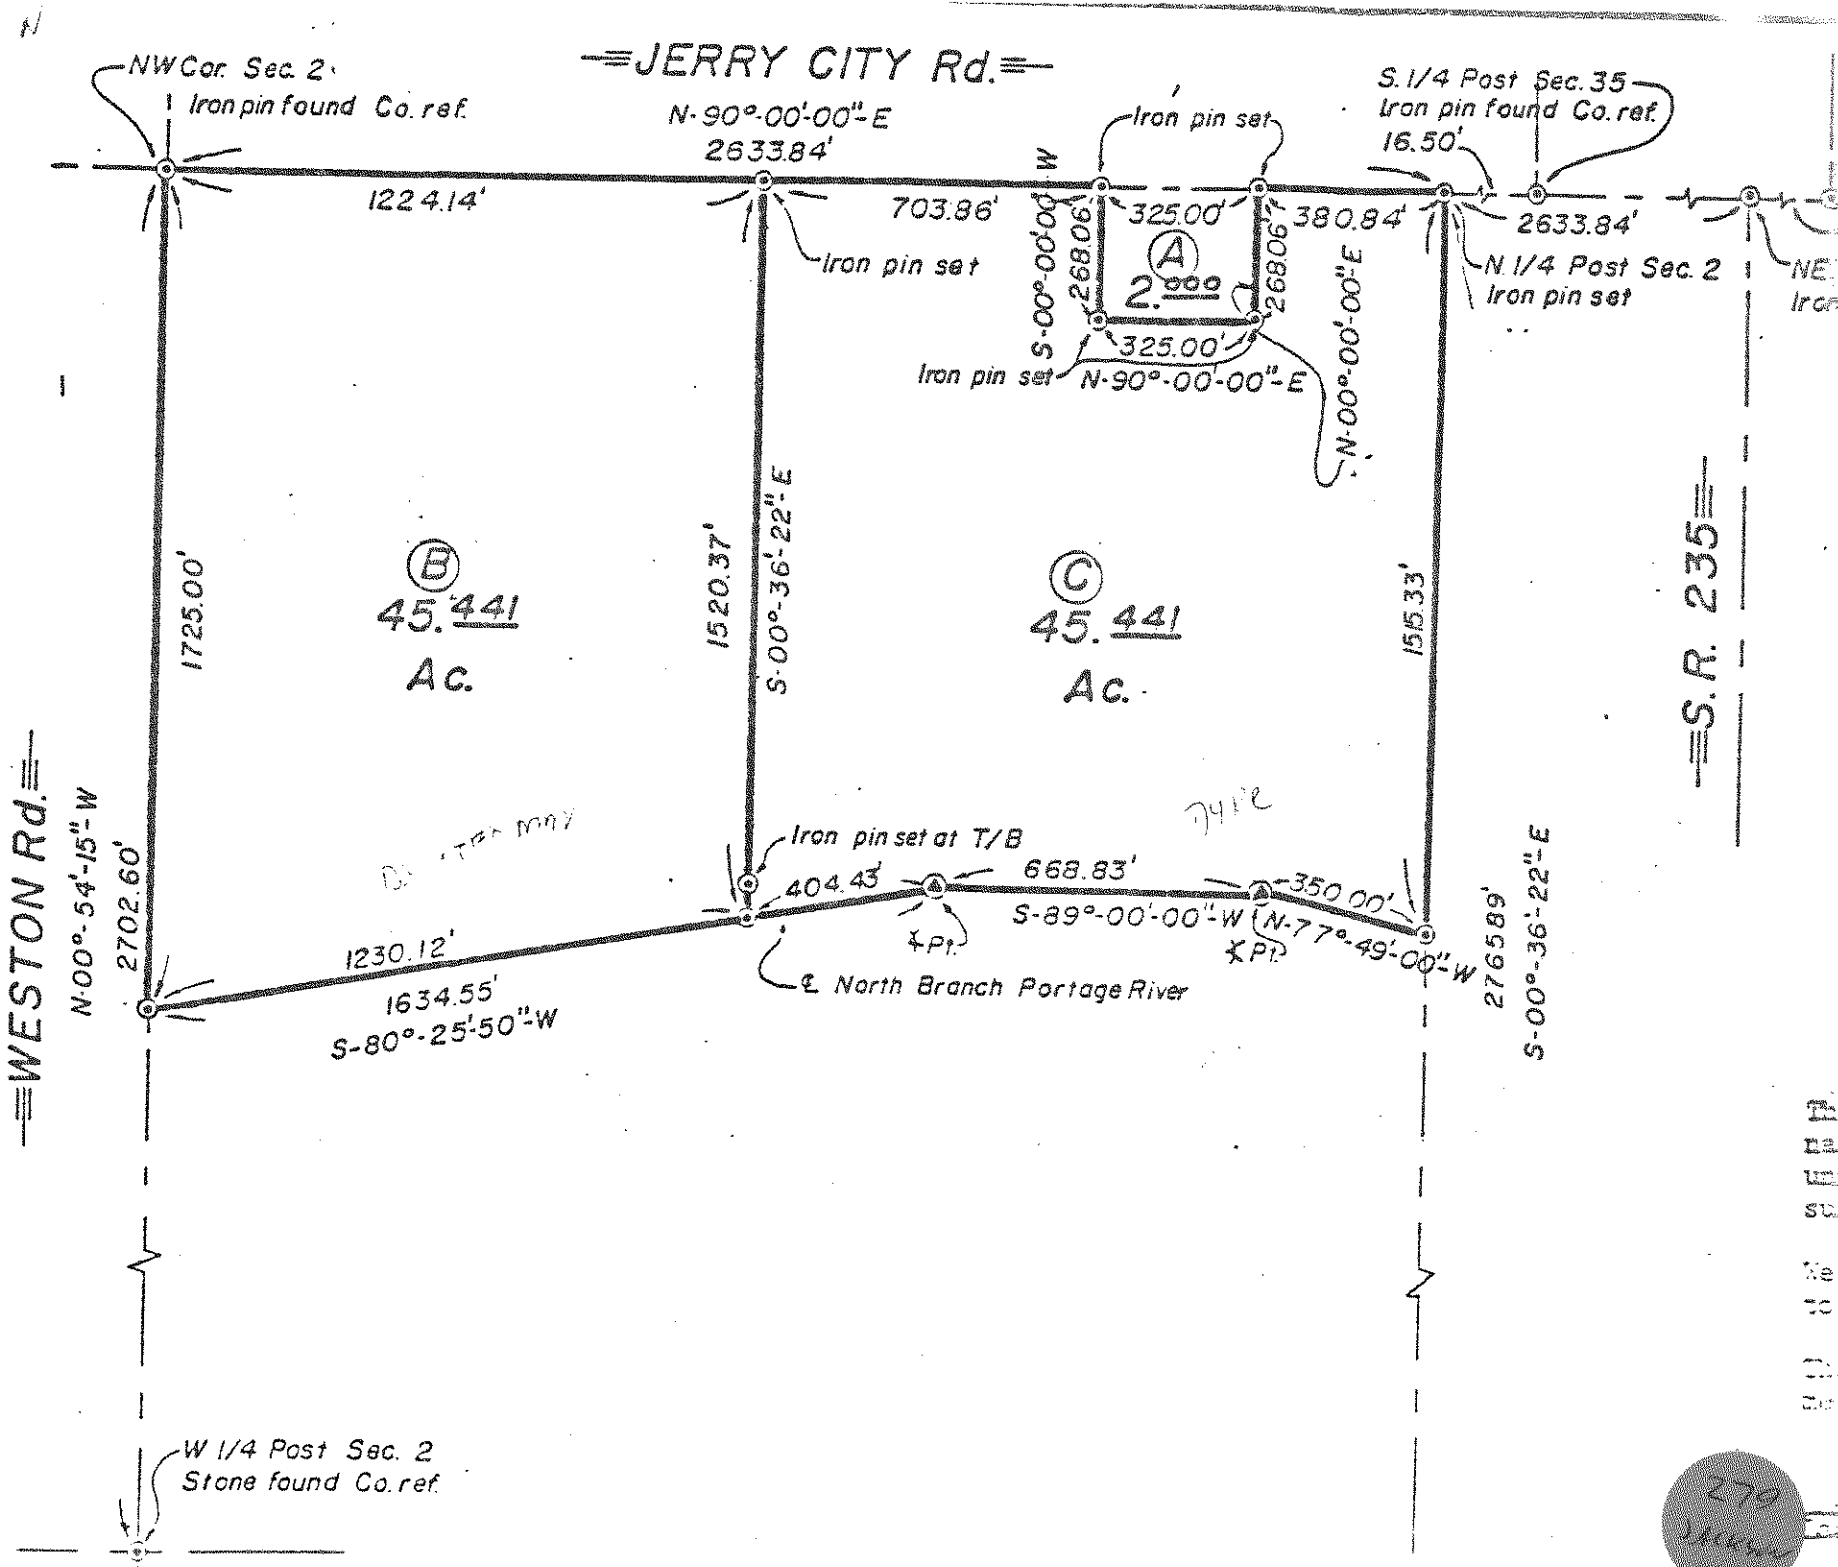 N
JERRY CITY Rd.
NW Cor. Sec. 2
Iron pin found Co. ref.
N-90°-00'-00"-E
2633.84'
Iron pin set
S. 1/4 Post Sec. 35
Iron pin found Co. ref.
16.50'
1224.14'
703.86'
325.00'
380.84'
2633.84'
Iron pin set
S-00°-00'-00"-W
268.06'
A
2.000
268.06'
N-00°-00'-00"-E
N. 1/4 Post Sec. 2
Iron pin set
NE
Iron
325.00'
Iron pin set
N-90°-00'-00"-E
1725.00'
B
45.441
Ac.
1520.37'
S-00°-36'-22"-E
C
45.441
Ac.
1515.33'
S.R. 235
WESTON Rd.
N-00°-54'-15"-W
2702.60'
Iron pin set at T/B
404.43'
668.83'
350.00'
S-89°-00'-00"-W
N-77°-49'-00"-W
∡ Pt.
∡ Pt.
1230.12'
1634.55'
S-80°-25'-50"-W
℄ North Branch Portage River
2765.89'
S-00°-36'-22"-E
W 1/4 Post Sec. 2
Stone found Co. ref.
270